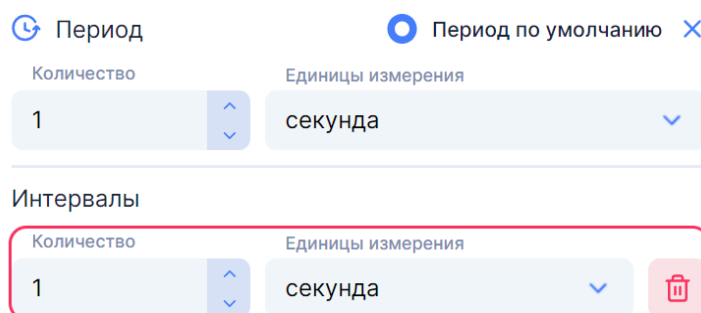 Период Период по умолчанию
Количество Единицы измерения
1 секунда
Интервалы
Количество Единицы измерения
1 секунда